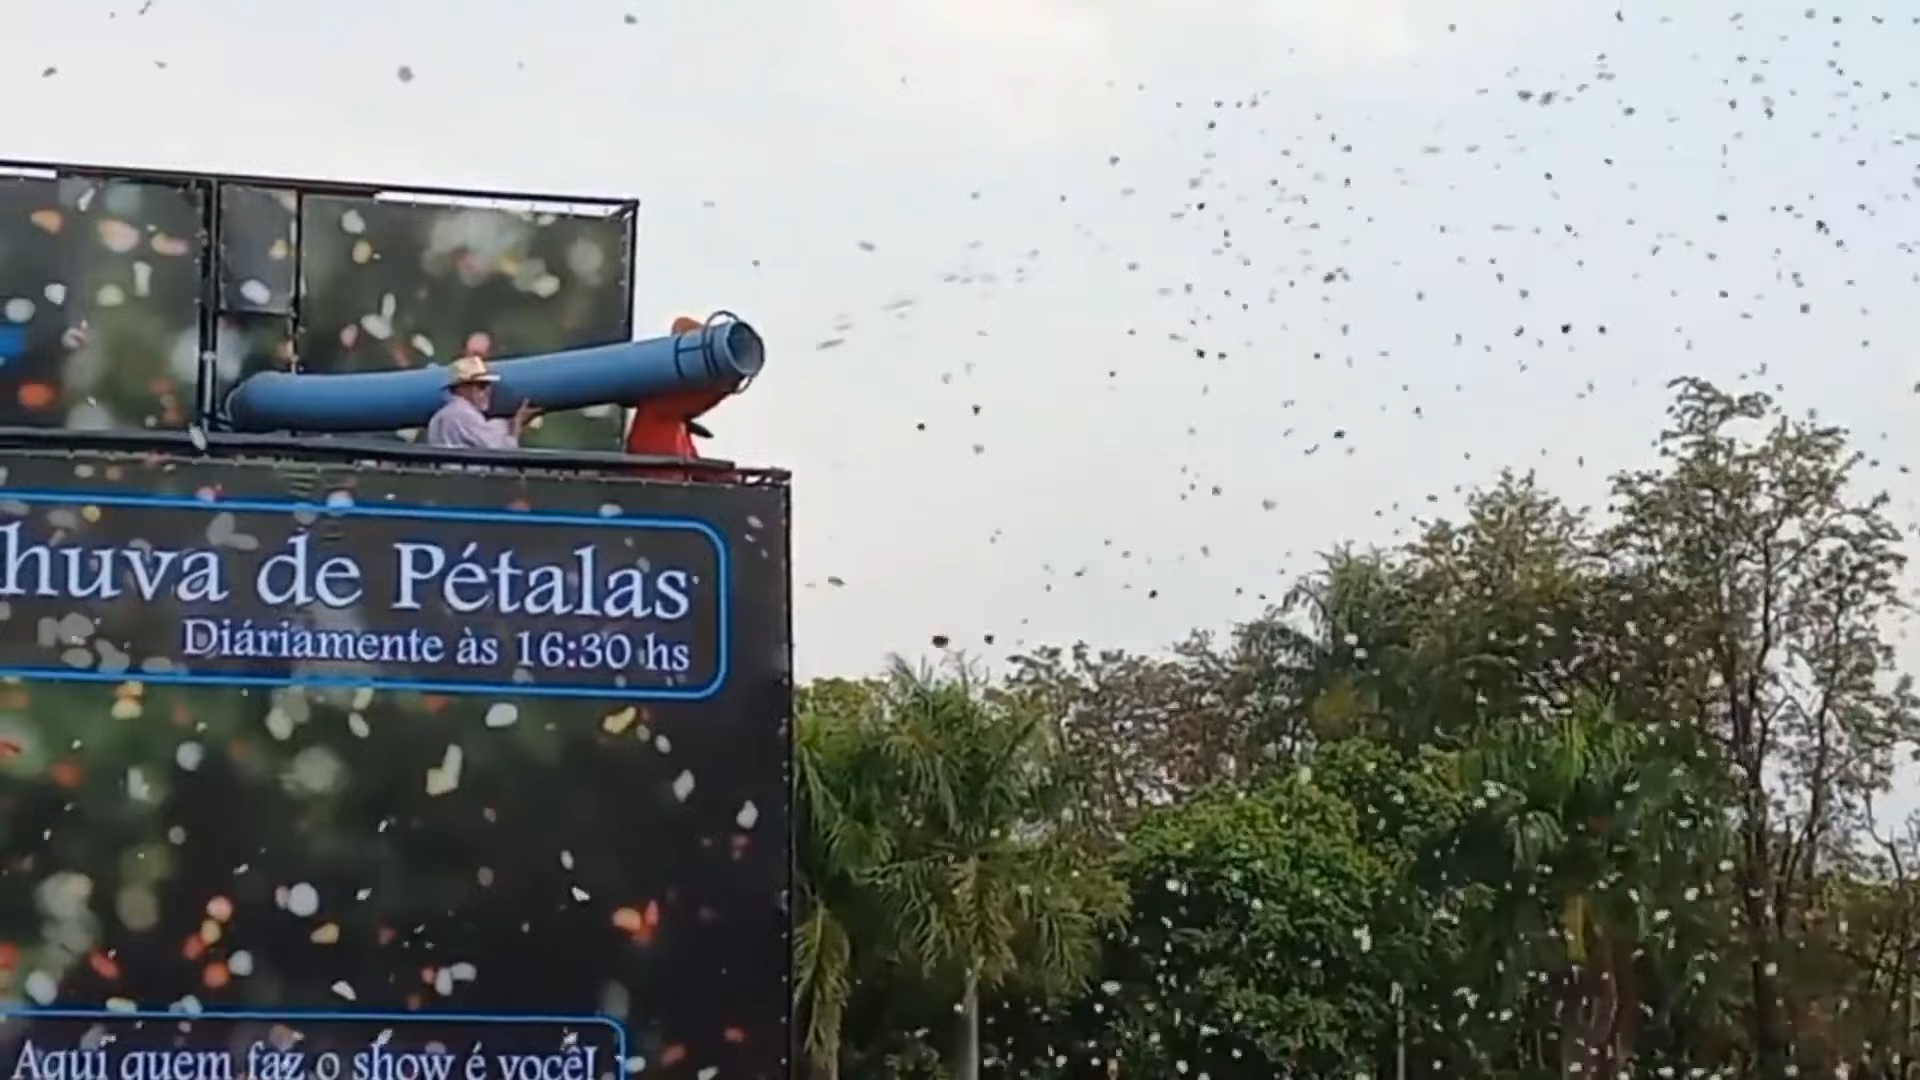 huva de Pétalas
Diáriamente às 16:30 hs
Aqui quem faz o show é você!